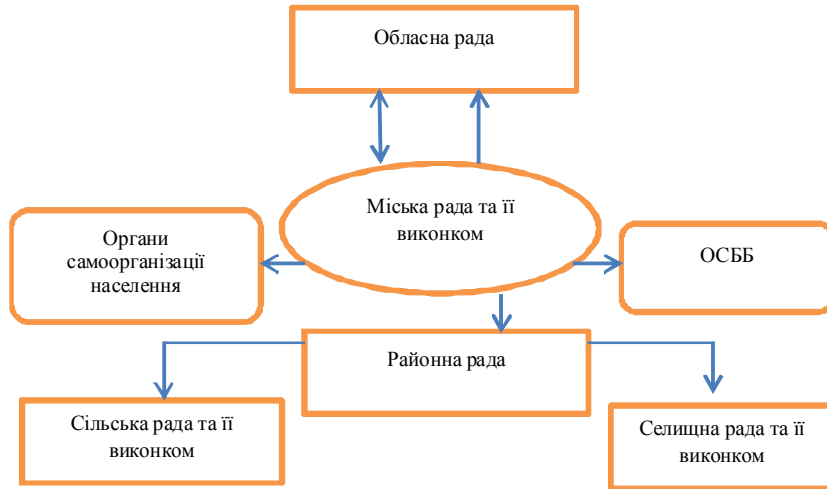 Обласна рада
Міська рада та її
виконком
Органи
самоорганізації
населення
ОСББ
Районна рада
Сільська рада та її
виконком
Селищна рада та її
виконком